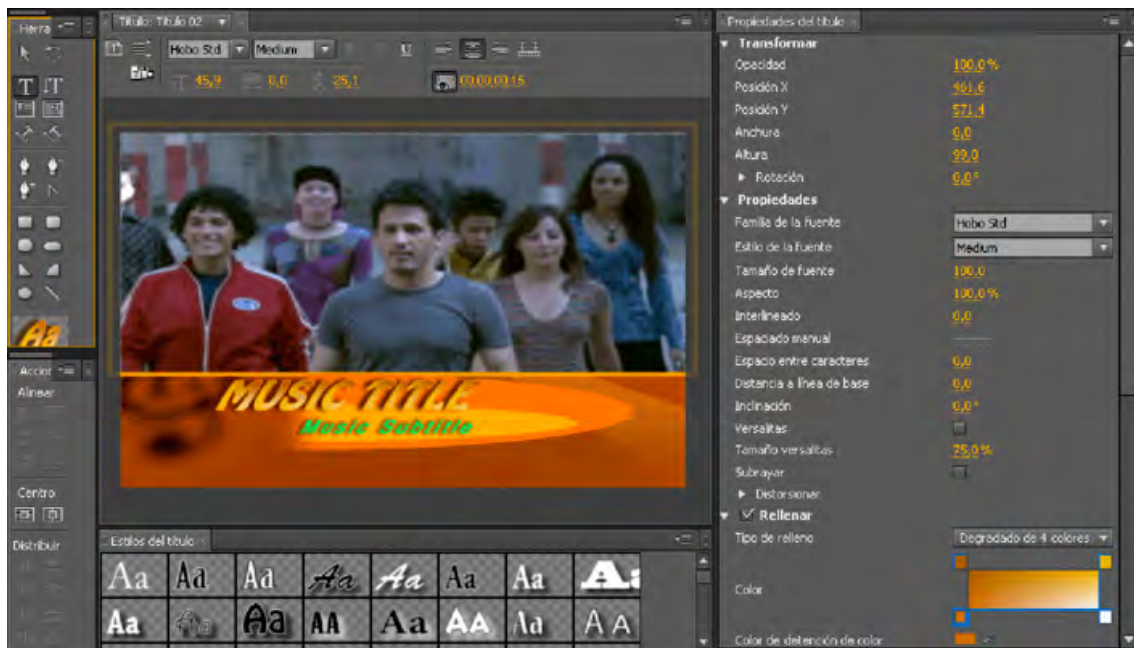 Herra
Título: Título 02
Hobo Std
Medium
U
45,9
0,0
25,1
00;00;00;15
T
Aa
MUSIC TITLE
Music Subtitle
Accion
Alinear
Centro
Distribuir
Estilos del título
Aa Aa Aa Aa Aa Aa Aa Aa
Aa Aa Aa AA Aa AA Aa AA
Propiedades del título
Transformar
Opacidad 100,0 %
Posición X 461,6
Posición Y 571,4
Anchura 0,0
Altura 99,0
Rotación 0,0 °
Propiedades
Familia de la fuente Hobo Std
Estilo de la fuente Medium
Tamaño de fuente 100,0
Aspecto 100,0 %
Interlineado 0,0
Espaciado manual
Espacio entre caracteres 0,0
Distancia a línea de base 0,0
Inclinación 0,0 °
Versalitas
Tamaño versalitas 75,0 %
Subrayar
Distorsionar
Rellenar
Tipo de relleno Degradado de 4 colores
Color
Color de detención de color